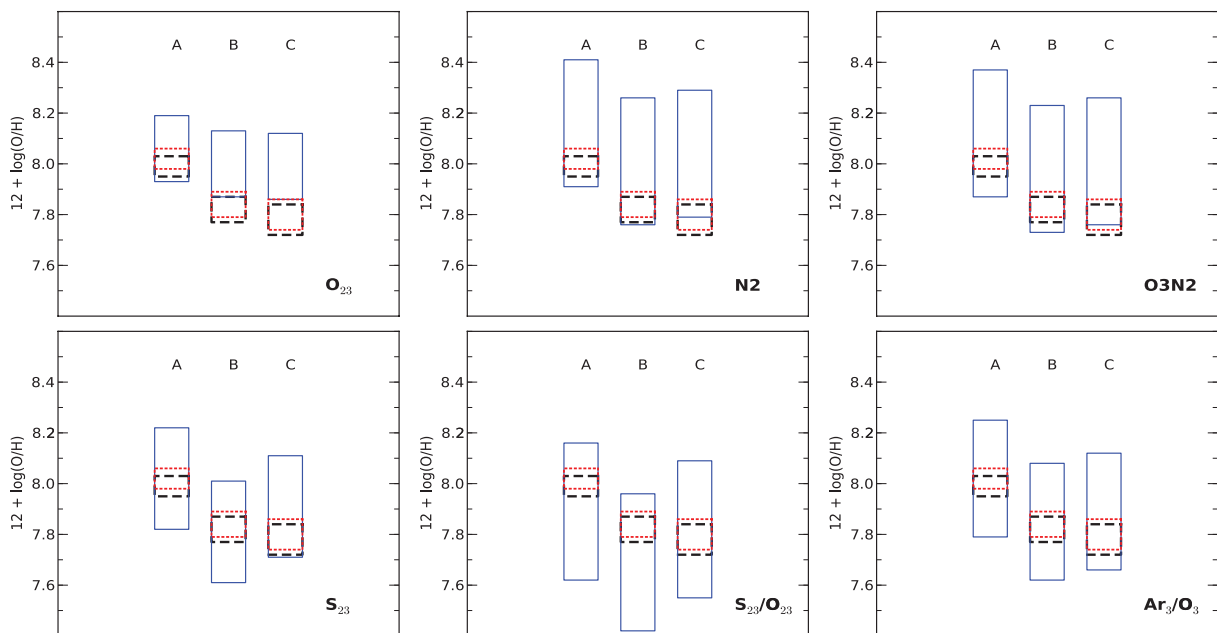 A B C
8.4
8.2
8.0
7.8
7.6
12 + log(O/H)
O₂₃
A B C
8.4
8.2
8.0
7.8
7.6
12 + log(O/H)
N2
A B C
8.4
8.2
8.0
7.8
7.6
12 + log(O/H)
O3N2
A B C
8.4
8.2
8.0
7.8
7.6
12 + log(O/H)
S₂₃
A B C
8.4
8.2
8.0
7.8
7.6
12 + log(O/H)
S₂₃/O₂₃
A B C
8.4
8.2
8.0
7.8
7.6
12 + log(O/H)
Ar₃/O₃